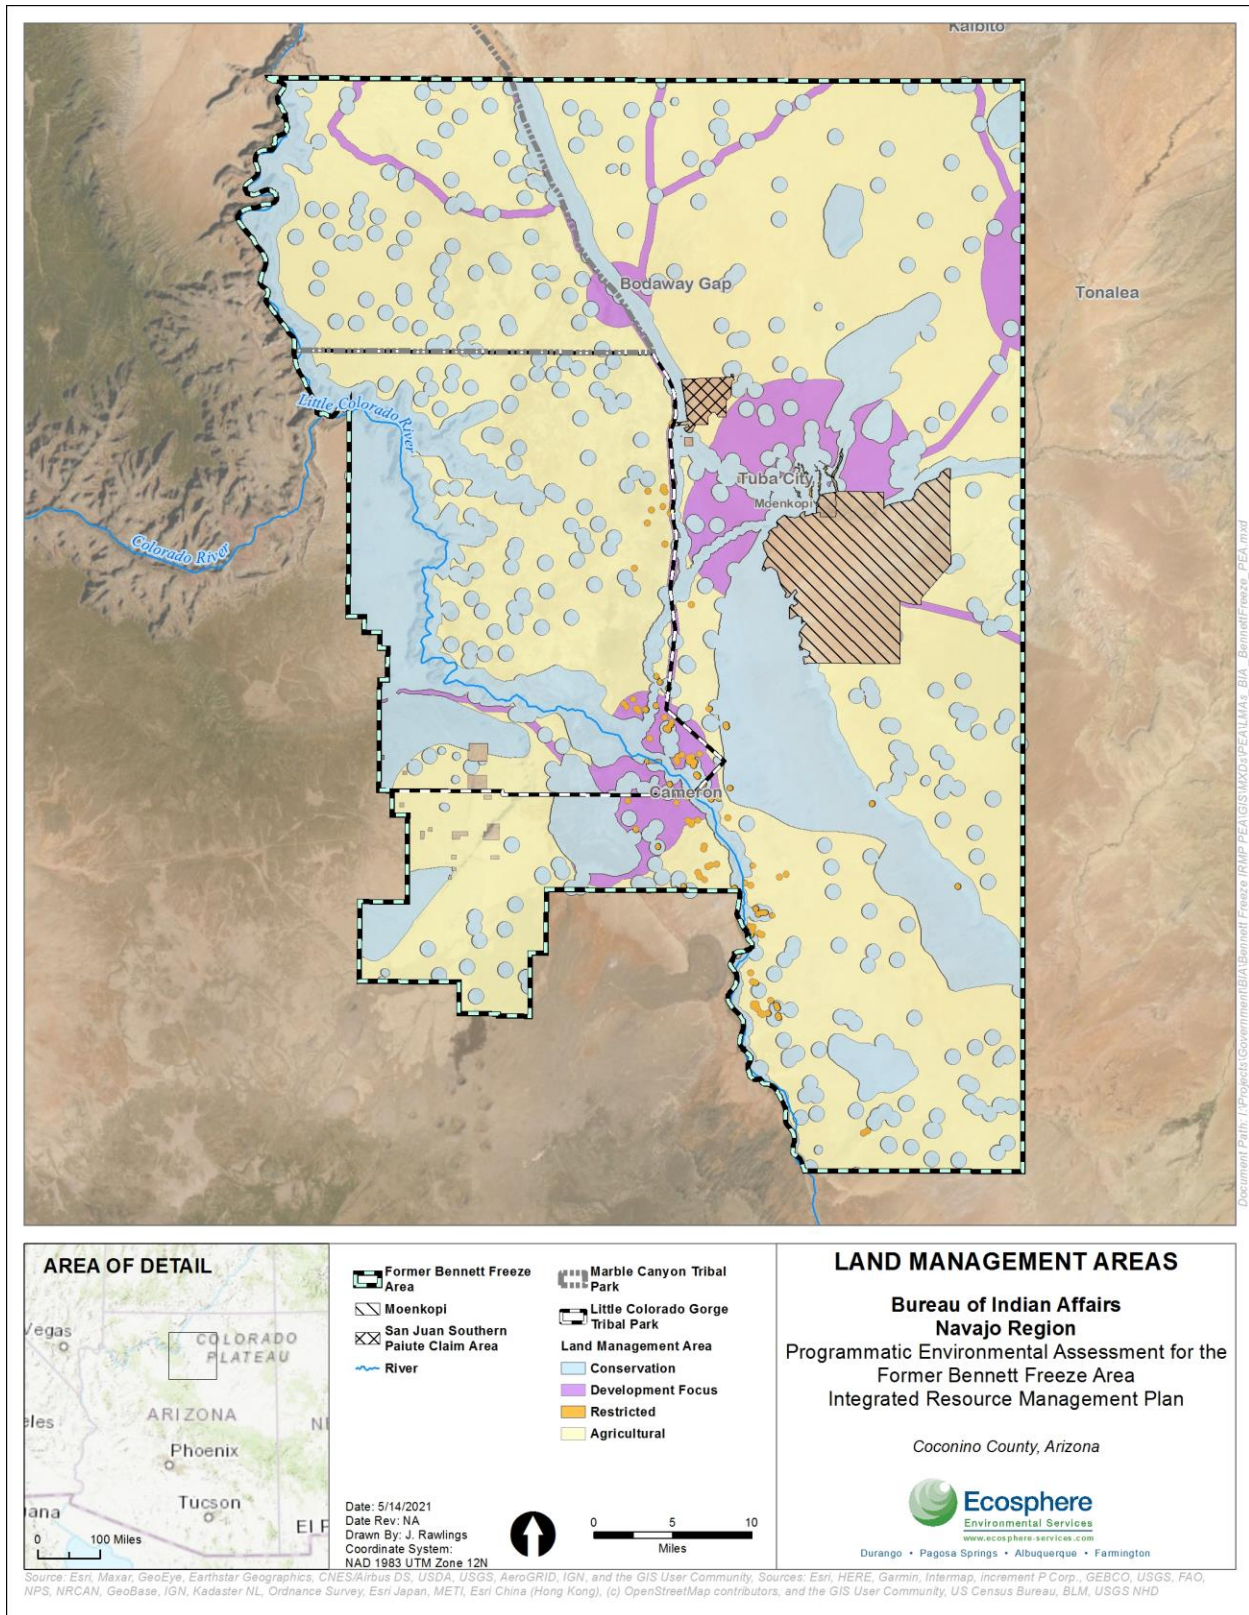 Kaibito
Bodaway Gap
Tonalea
Little Colorado River
Tuba City
Moenkopi
Colorado River
Cameron
Document Path: I:\Projects\Government\BIA\Bennett Freeze IRMP PEA\GIS\MXDs\PEA\LMAs_BIA_BennettFreeze_PEA.mxd
AREA OF DETAIL
Vegas
COLORADO
PLATEAU
eles
ARIZONA
Phoenix
Tucson
El P
0 100 Miles
Former Bennett Freeze
Area
Moenkopi
San Juan Southern
Paiute Claim Area
River
Marble Canyon Tribal
Park
Little Colorado Gorge
Tribal Park
Land Management Area
Conservation
Development Focus
Restricted
Agricultural
Date: 5/14/2021
Date Rev: NA
Drawn By: J. Rawlings
Coordinate System:
NAD 1983 UTM Zone 12N
0 5 10
Miles
LAND MANAGEMENT AREAS
Bureau of Indian Affairs
Navajo Region
Programmatic Environmental Assessment for the
Former Bennett Freeze Area
Integrated Resource Management Plan
Coconino County, Arizona
Ecosphere
Environmental Services
www.ecosphere-services.com
Durango • Pagosa Springs • Albuquerque • Farmington
Source: Esri, Maxar, GeoEye, Earthstar Geographics, CNES/Airbus DS, USDA, USGS, AeroGRID, IGN, and the GIS User Community, Sources: Esri, HERE, Garmin, Intermap, increment P Corp., GEBCO, USGS, FAO,
NPS, NRCAN, GeoBase, IGN, Kadaster NL, Ordnance Survey, Esri Japan, METI, Esri China (Hong Kong), (c) OpenStreetMap contributors, and the GIS User Community, US Census Bureau, BLM, USGS NHD